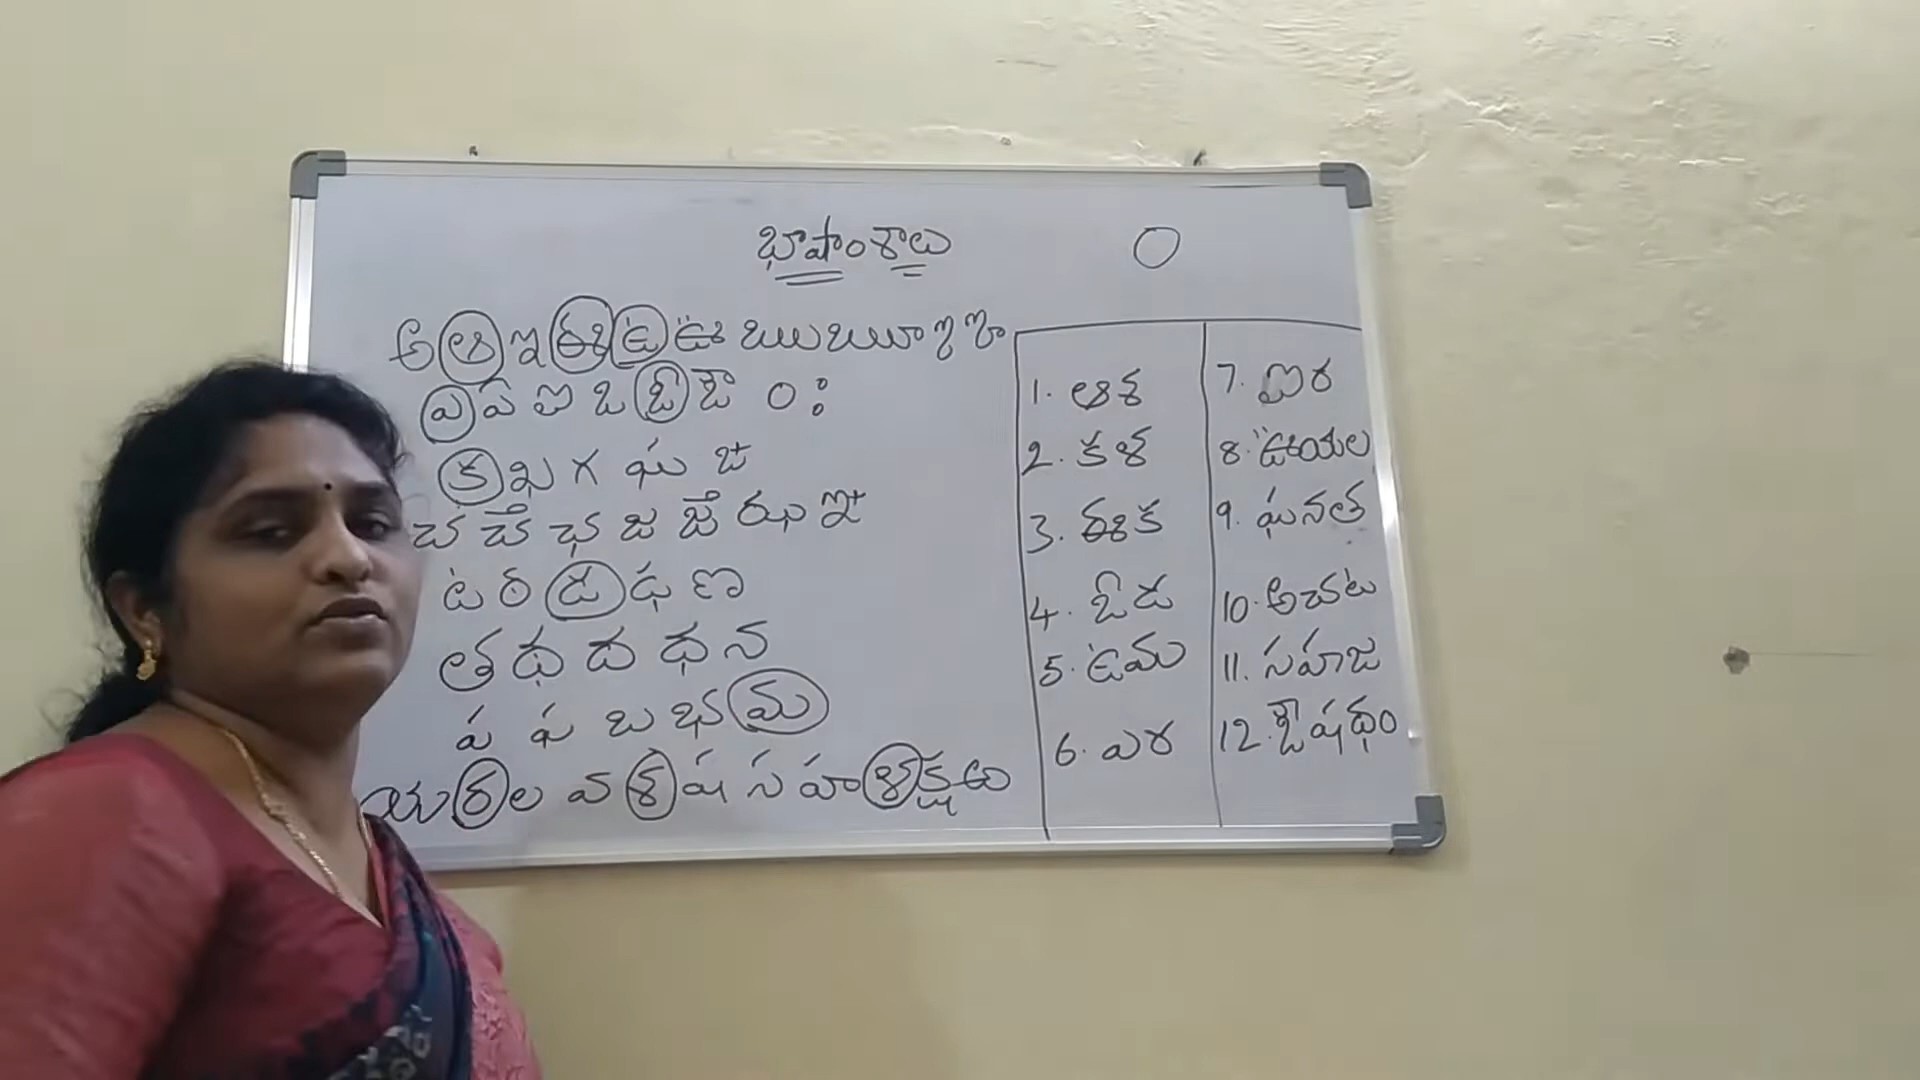 భాషాంశాలు
అ ఆ ఇ ఈ ఉ ఊ ఋ ౠ ఌ ౡ
ఎ ఏ ఐ ఒ ఓ ఔ ం ః
క ఖ గ ఘ ఙ
చ ౘ ఛ జ ౙ ఝ ఞ
ట ఠ డ ఢ ణ
త థ ద ధ న
ప ఫ బ భ మ
య ర ల వ శ ష స హ ళ క్ష ఱ
1. ఆశ
2. కళ
3. ఈక
4. ఓడ
5. ఉమ
6. ఎర
7. ఐర
8. ఊయల
9. ఘనత
10. అచట
11. సహజ
12. ఔషధం